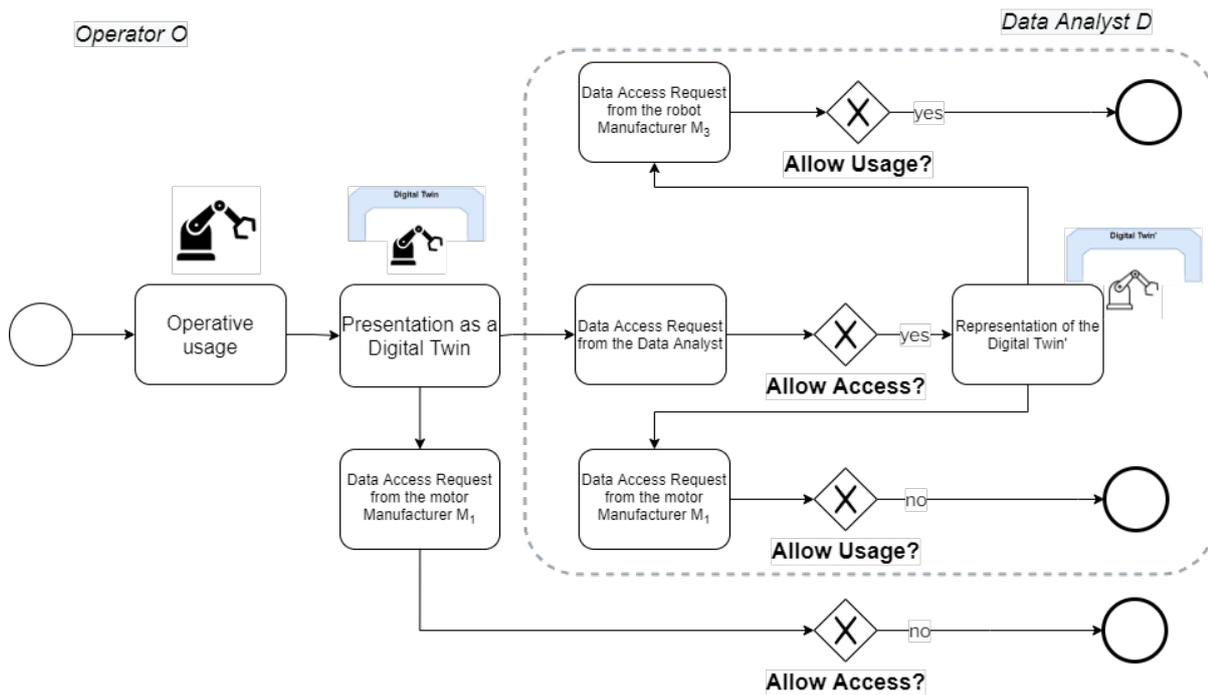 Operator O
Data Analyst D
Data Access Request
from the robot
Manufacturer M₃
yes
Allow Usage?
Digital Twin
Digital Twin'
Operative
usage
Presentation as a
Digital Twin
Data Access Request
from the Data Analyst
yes
Representation of the
Digital Twin'
Allow Access?
Data Access Request
from the motor
Manufacturer M₁
Data Access Request
from the motor
Manufacturer M₁
no
Allow Usage?
no
Allow Access?